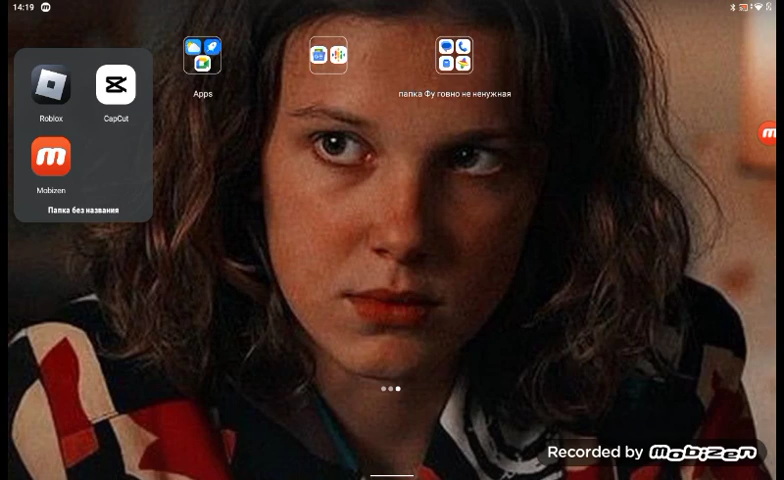 14:19
Roblox
CapCut
Mobizen
Папка без названия
Apps
папка Фу говно не ненужная
Recorded by Mobizen